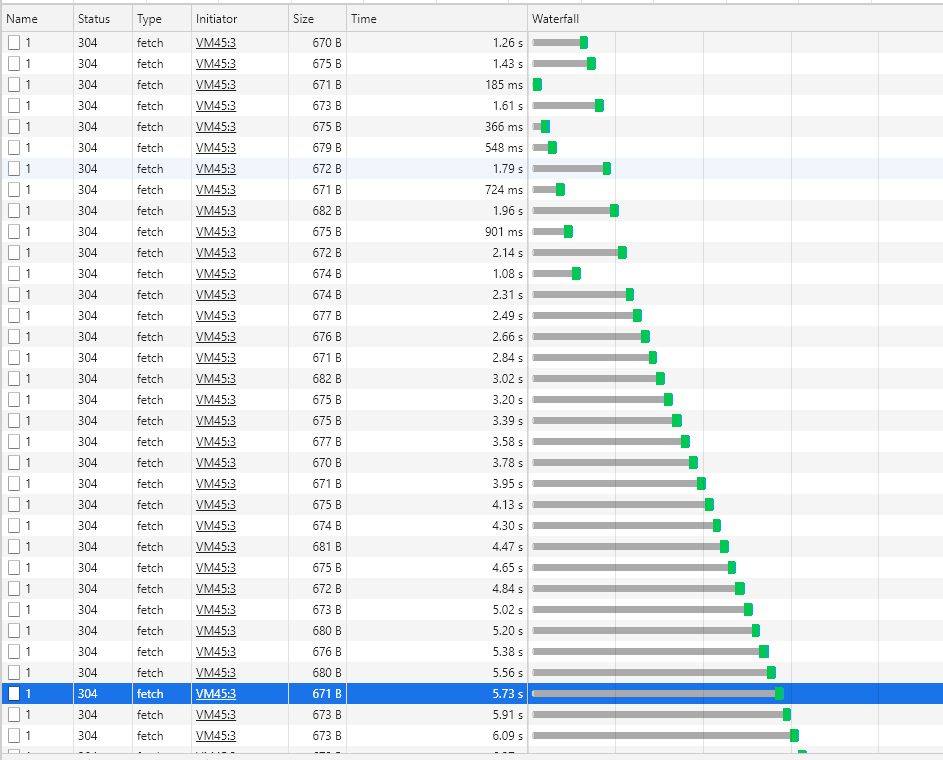 Name Status Type Initiator Size Time Waterfall
1 304 fetch VM45:3 670 B 1.26 s
1 304 fetch VM45:3 675 B 1.43 s
1 304 fetch VM45:3 671 B 185 ms
1 304 fetch VM45:3 673 B 1.61 s
1 304 fetch VM45:3 675 B 366 ms
1 304 fetch VM45:3 679 B 548 ms
1 304 fetch VM45:3 672 B 1.79 s
1 304 fetch VM45:3 671 B 724 ms
1 304 fetch VM45:3 682 B 1.96 s
1 304 fetch VM45:3 675 B 901 ms
1 304 fetch VM45:3 672 B 2.14 s
1 304 fetch VM45:3 674 B 1.08 s
1 304 fetch VM45:3 674 B 2.31 s
1 304 fetch VM45:3 677 B 2.49 s
1 304 fetch VM45:3 676 B 2.66 s
1 304 fetch VM45:3 671 B 2.84 s
1 304 fetch VM45:3 682 B 3.02 s
1 304 fetch VM45:3 675 B 3.20 s
1 304 fetch VM45:3 675 B 3.39 s
1 304 fetch VM45:3 677 B 3.58 s
1 304 fetch VM45:3 670 B 3.78 s
1 304 fetch VM45:3 671 B 3.95 s
1 304 fetch VM45:3 675 B 4.13 s
1 304 fetch VM45:3 674 B 4.30 s
1 304 fetch VM45:3 681 B 4.47 s
1 304 fetch VM45:3 675 B 4.65 s
1 304 fetch VM45:3 672 B 4.84 s
1 304 fetch VM45:3 673 B 5.02 s
1 304 fetch VM45:3 680 B 5.20 s
1 304 fetch VM45:3 676 B 5.38 s
1 304 fetch VM45:3 680 B 5.56 s
1 304 fetch VM45:3 671 B 5.73 s
1 304 fetch VM45:3 673 B 5.91 s
1 304 fetch VM45:3 673 B 6.09 s